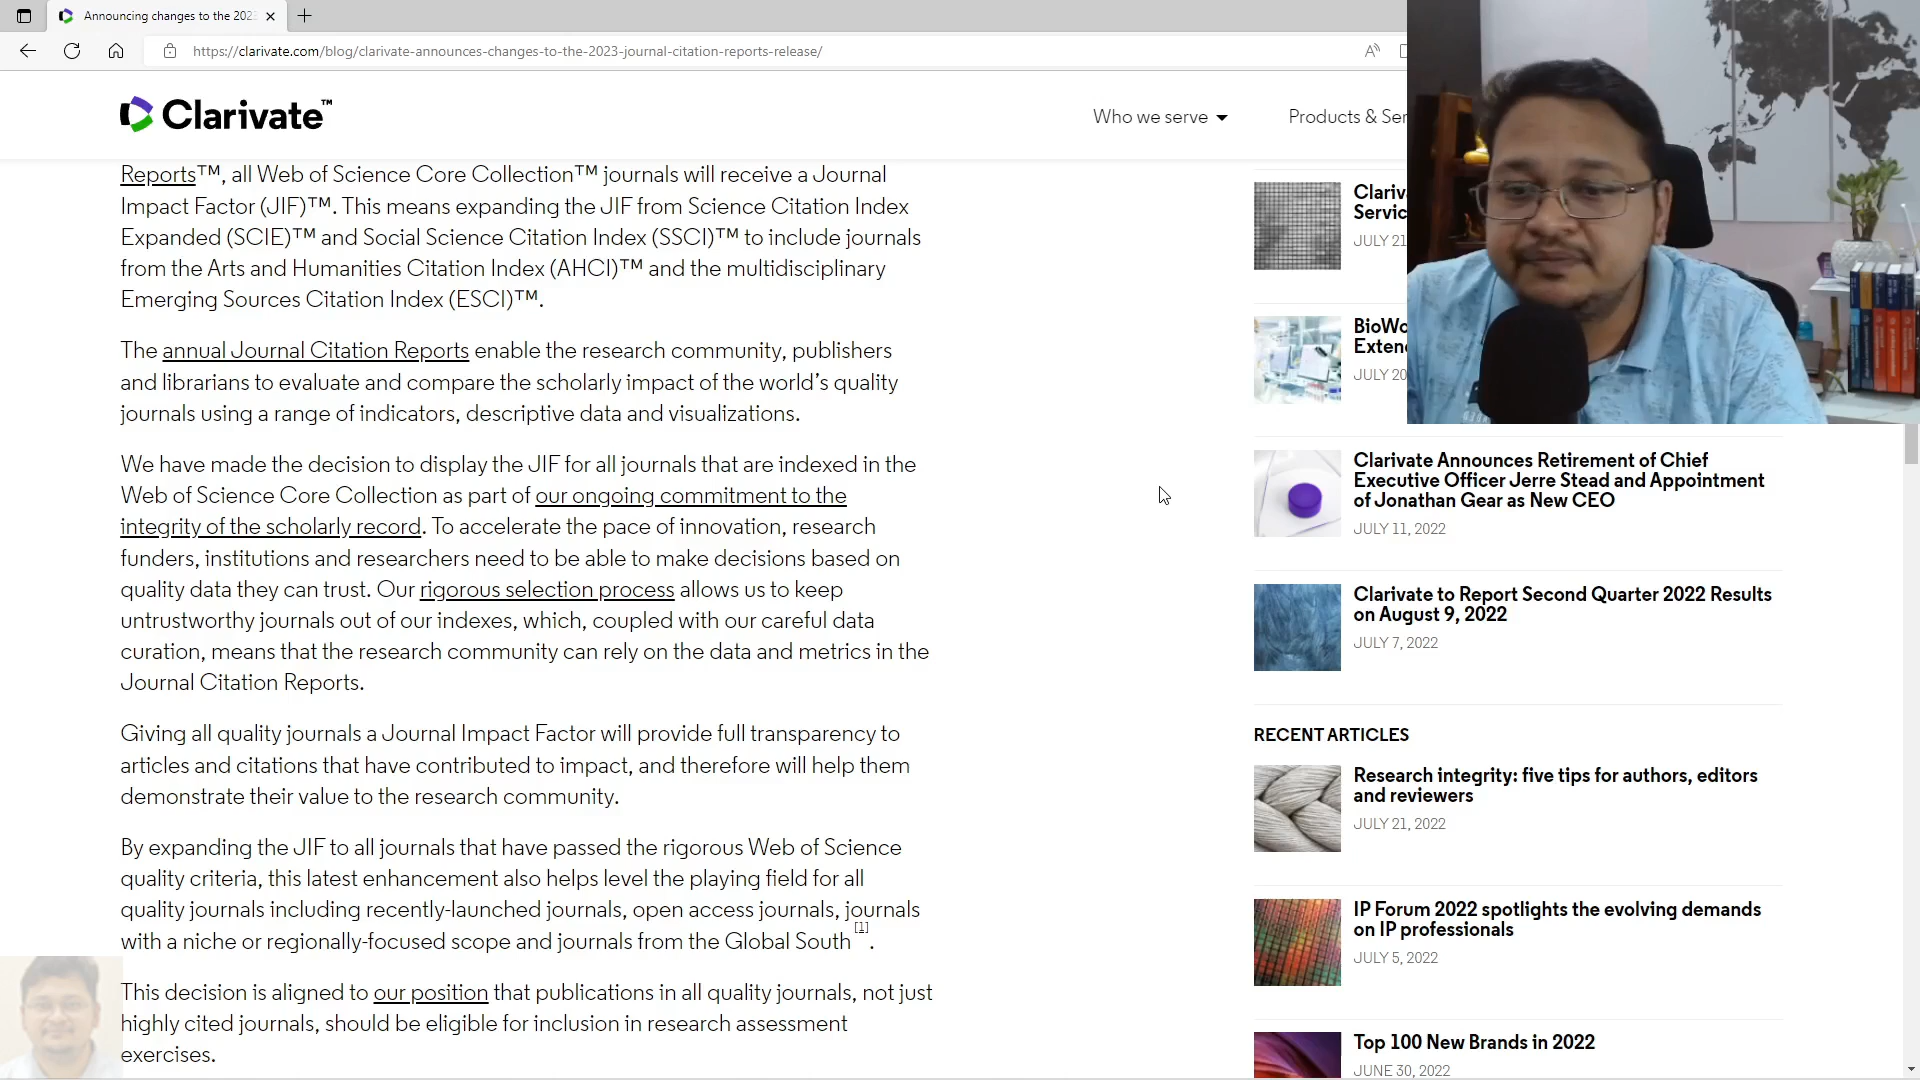 Announcing changes to the 202
https://clarivate.com/blog/clarivate-announces-changes-to-the-2023-journal-citation-reports-release/
Clarivate™
Who we serve
Products & Ser
Reports™, all Web of Science Core Collection™ journals will receive a Journal
Impact Factor (JIF)™. This means expanding the JIF from Science Citation Index
Expanded (SCIE)™ and Social Science Citation Index (SSCI)™ to include journals
from the Arts and Humanities Citation Index (AHCI)™ and the multidisciplinary
Emerging Sources Citation Index (ESCI)™.
The annual Journal Citation Reports enable the research community, publishers
and librarians to evaluate and compare the scholarly impact of the world's quality
journals using a range of indicators, descriptive data and visualizations.
We have made the decision to display the JIF for all journals that are indexed in the
Web of Science Core Collection as part of our ongoing commitment to the
integrity of the scholarly record. To accelerate the pace of innovation, research
funders, institutions and researchers need to be able to make decisions based on
quality data they can trust. Our rigorous selection process allows us to keep
untrustworthy journals out of our indexes, which, coupled with our careful data
curation, means that the research community can rely on the data and metrics in the
Journal Citation Reports.
Giving all quality journals a Journal Impact Factor will provide full transparency to
articles and citations that have contributed to impact, and therefore will help them
demonstrate their value to the research community.
By expanding the JIF to all journals that have passed the rigorous Web of Science
quality criteria, this latest enhancement also helps level the playing field for all
quality journals including recently-launched journals, open access journals, journals
with a niche or regionally-focused scope and journals from the Global South [1].
This decision is aligned to our position that publications in all quality journals, not just
highly cited journals, should be eligible for inclusion in research assessment
exercises.
Clariv
Servic
JULY 21
BioWo
Extend
JULY 20
Clarivate Announces Retirement of Chief
Executive Officer Jerre Stead and Appointment
of Jonathan Gear as New CEO
JULY 11, 2022
Clarivate to Report Second Quarter 2022 Results
on August 9, 2022
JULY 7, 2022
RECENT ARTICLES
Research integrity: five tips for authors, editors
and reviewers
JULY 21, 2022
IP Forum 2022 spotlights the evolving demands
on IP professionals
JULY 5, 2022
Top 100 New Brands in 2022
JUNE 30, 2022